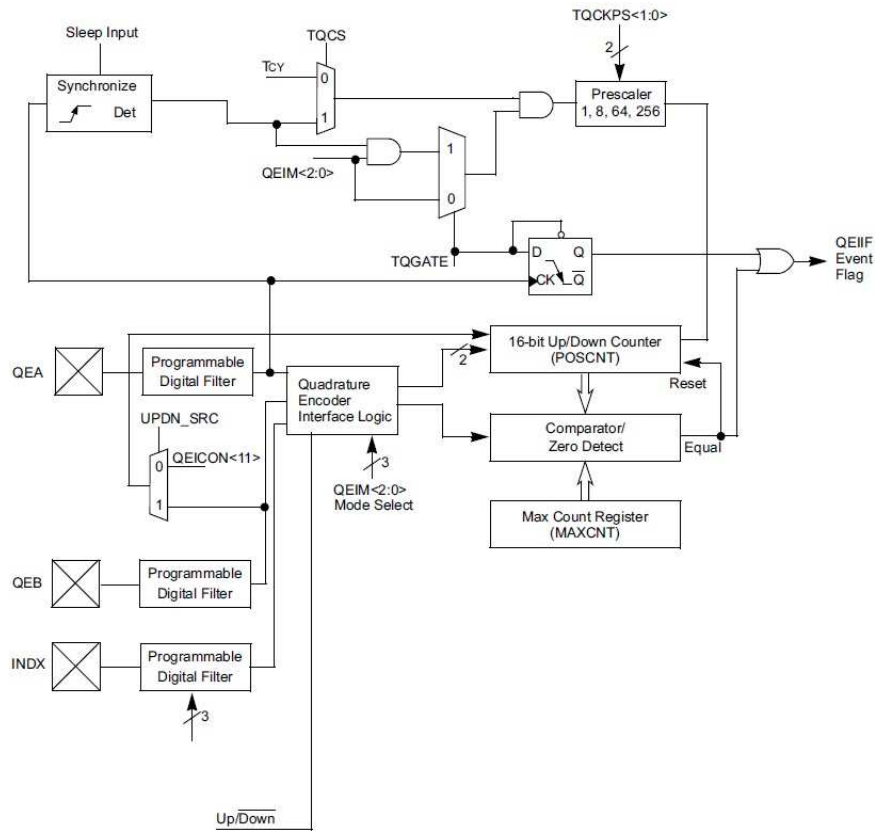 TQCKPS<1:0>
Sleep Input
TQCS
2
TCY
0
Synchronize
Det
Prescaler
1, 8, 64, 256
1
1
QEIM<2:0>
0
D Q
QEIIF
Event
Flag
TQGATE
CK Q
16-bit Up/Down Counter
(POSCNT)
2
QEA
Programmable
Digital Filter
Quadrature
Encoder
Interface Logic
Reset
UPDN_SRC
Comparator/
Zero Detect
Equal
0
QEICON<11>
3
1
QEIM<2:0>
Mode Select
Max Count Register
(MAXCNT)
QEB
Programmable
Digital Filter
INDX
Programmable
Digital Filter
3
Up/Down